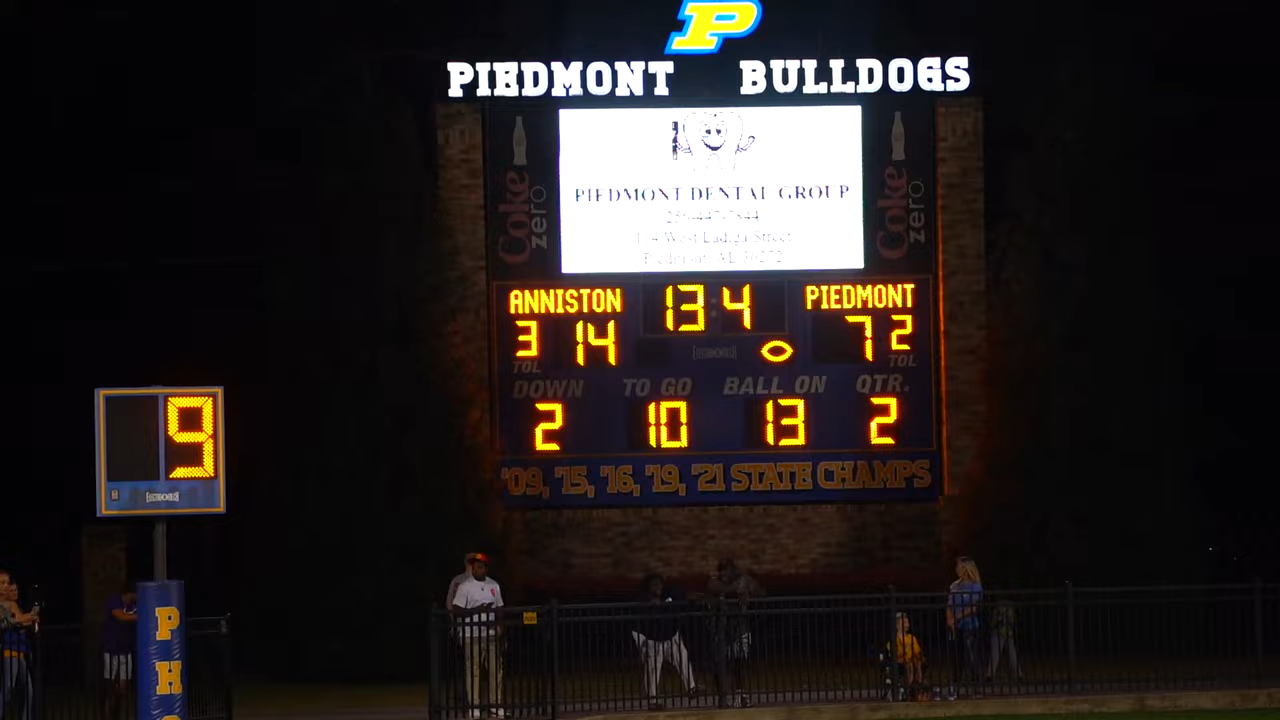 P
PIEDMONT BULLDOGS
PIEDMONT DENTAL GROUP
Coke zero
Coke zero
ANNISTON 13 4 PIEDMONT
3 14 7 2
TOL TOL
DOWN TO GO BALL ON QTR.
2 10 13 2
'09, '15, '16, '19, '21 STATE CHAMPS
9
P
H